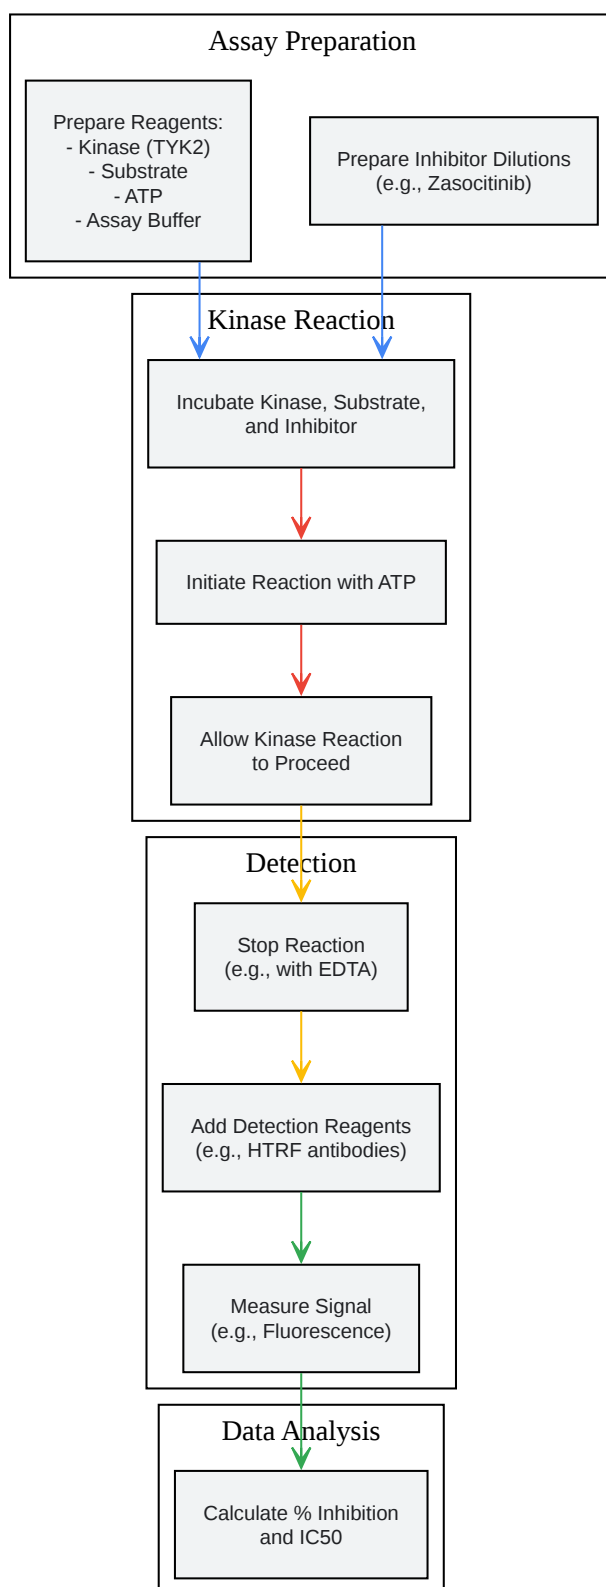 Assay Preparation
Prepare Reagents:
- Kinase (TYK2)
- Substrate
- ATP
- Assay Buffer
Prepare Inhibitor Dilutions
(e.g., Zasocitinib)
Kinase Reaction
Incubate Kinase, Substrate,
and Inhibitor
Initiate Reaction with ATP
Allow Kinase Reaction
to Proceed
Detection
Stop Reaction
(e.g., with EDTA)
Add Detection Reagents
(e.g., HTRF antibodies)
Measure Signal
(e.g., Fluorescence)
Data Analysis
Calculate % Inhibition
and IC50